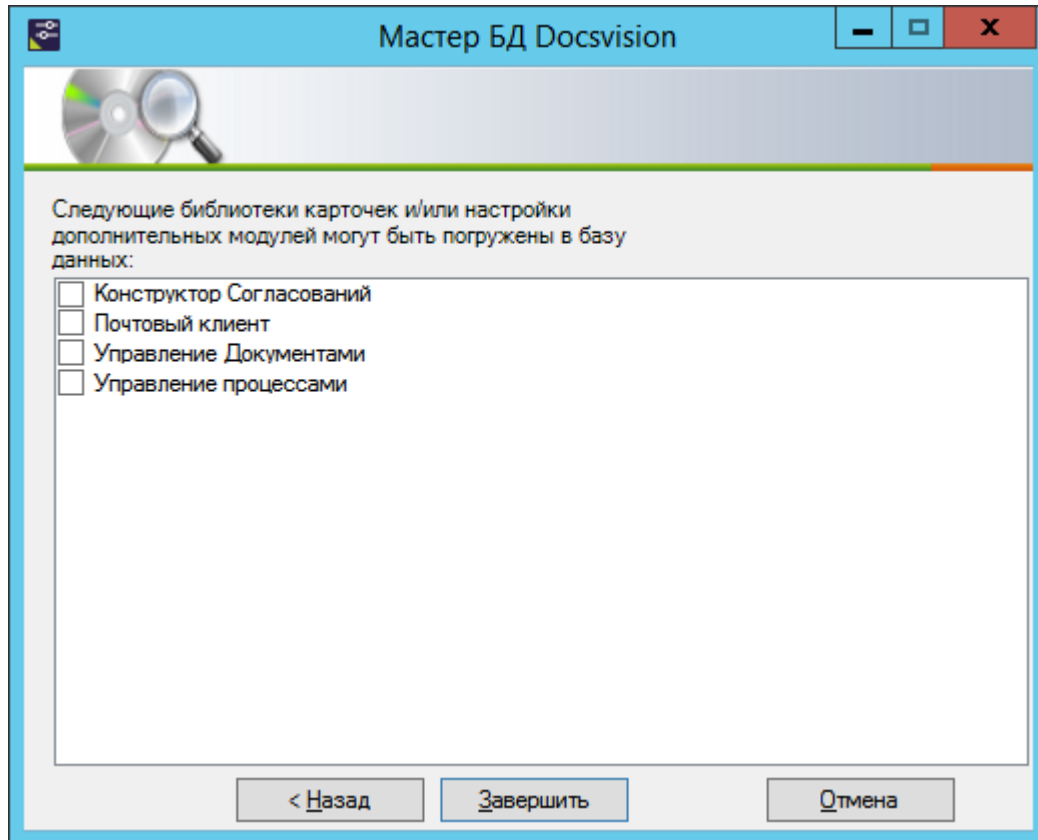 Мастер БД Docsvision
Следующие библиотеки карточек и/или настройки
дополнительных модулей могут быть погружены в базу
данных:
Конструктор Согласований
Почтовый клиент
Управление Документами
Управление процессами
< Назад
Завершить
Отмена